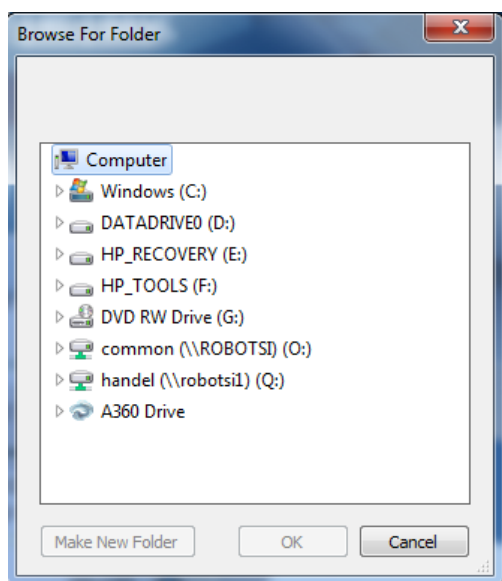 Browse For Folder
Computer
Windows (C:)
DATADRIVE0 (D:)
HP_RECOVERY (E:)
HP_TOOLS (F:)
DVD RW Drive (G:)
common (\\ROBOTSI) (O:)
handel (\\robotsi1) (Q:)
A360 Drive
Make New Folder OK Cancel